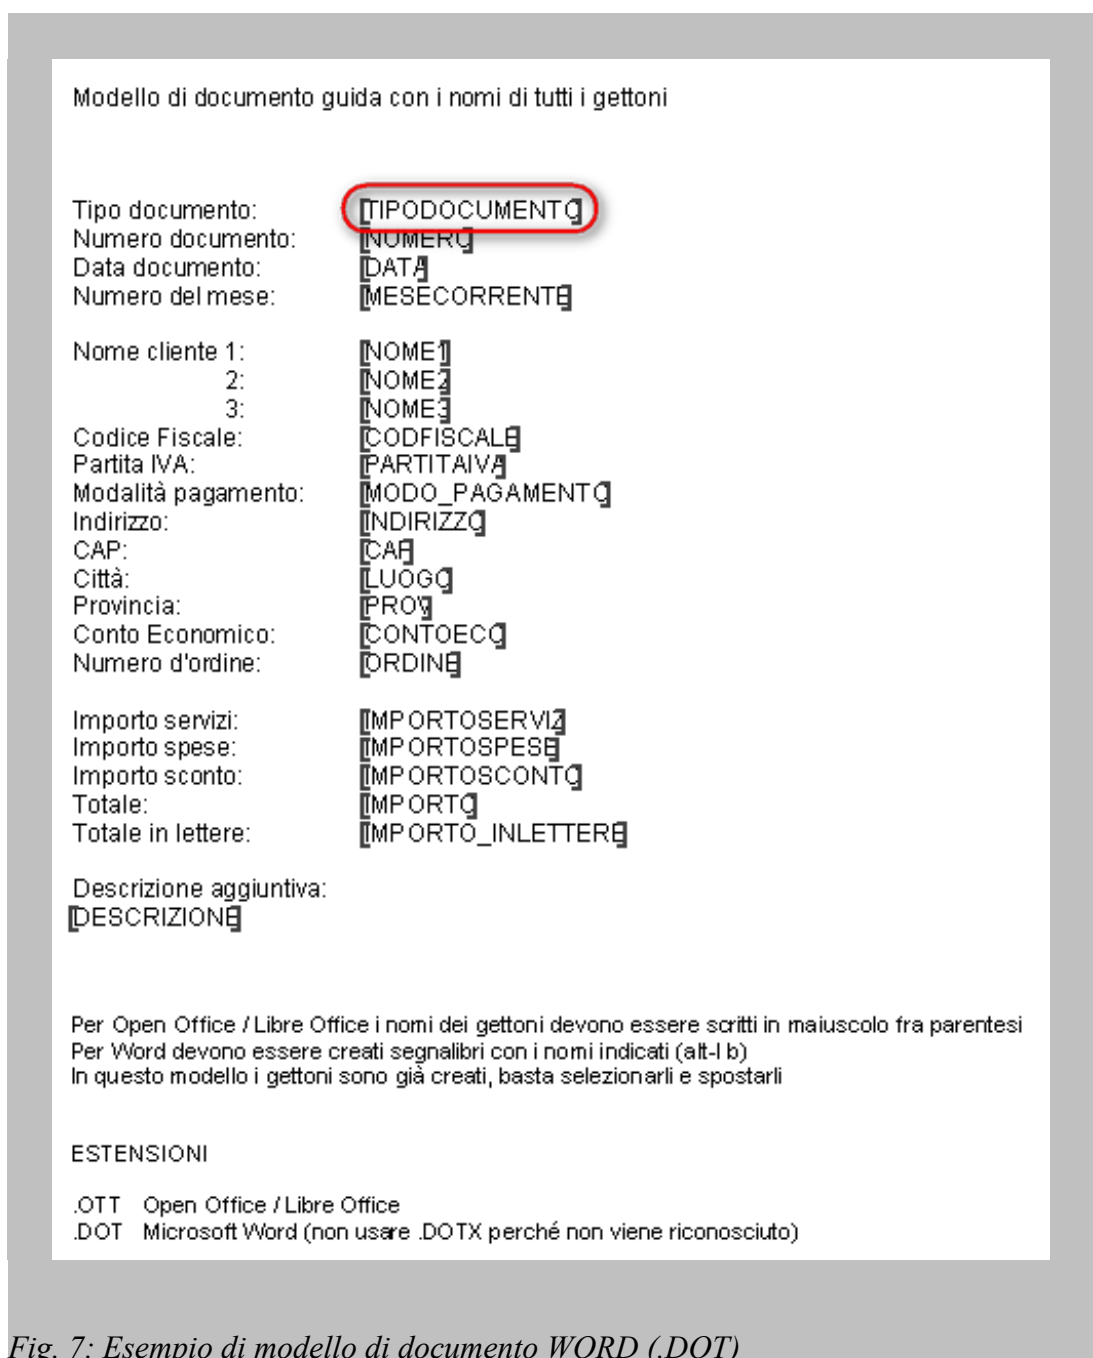 Modello di documento guida con i nomi di tutti i gettoni
Tipo documento: [TIPODOCUMENTO]
Numero documento: [NUMERO]
Data documento: [DATA]
Numero del mese: [MESECORRENTE]
Nome cliente 1: [NOME1]
2: [NOME2]
3: [NOME3]
Codice Fiscale: [CODFISCALE]
Partita IVA: [PARTITAIVA]
Modalità pagamento: [MODO_PAGAMENTO]
Indirizzo: [INDIRIZZO]
CAP: [CAP]
Città: [LUOGO]
Provincia: [PROV]
Conto Economico: [CONTOECO]
Numero d'ordine: [ORDINE]
Importo servizi: [IMPORTOSERVIZI]
Importo spese: [IMPORTOSPESE]
Importo sconto: [IMPORTOSCONTO]
Totale: [IMPORTO]
Totale in lettere: [IMPORTO_INLETTERE]
Descrizione aggiuntiva:
[DESCRIZIONE]
Per Open Office / Libre Office i nomi dei gettoni devono essere scritti in maiuscolo fra parentesi
Per Word devono essere creati segnalibri con i nomi indicati (alt-I b)
In questo modello i gettoni sono già creati, basta selezionarli e spostarli
ESTENSIONI
.OTT Open Office / Libre Office
.DOT Microsoft Word (non usare .DOTX perché non viene riconosciuto)
Fig. 7: Esempio di modello di documento WORD (.DOT)